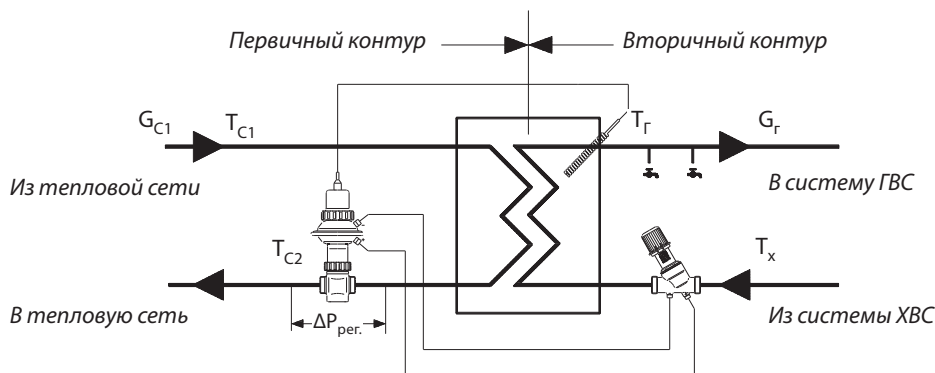 Первичный контур
Вторичный контур
G_C1
T_C1
T_Г
G_г
Из тепловой сети
В систему ГВС
T_C2
T_x
В тепловую сеть
ΔP_рег.
Из системы ХВС